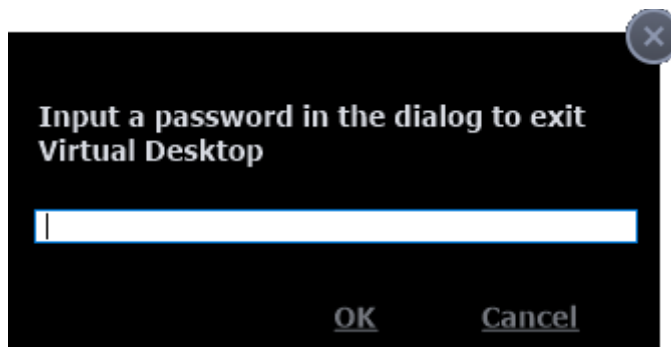 Input a password in the dialog to exit
Virtual Desktop
OK Cancel